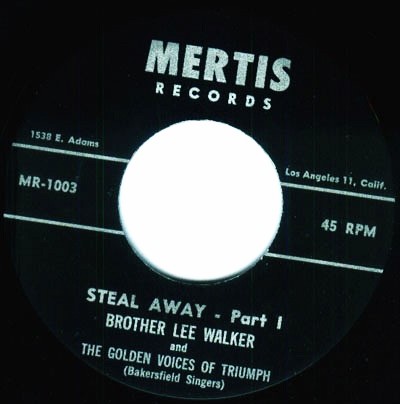 MERTIS
RECORDS
1538 E. Adams
Los Angeles 11, Calif.
MR-1003
45 RPM
STEAL AWAY - Part I
BROTHER LEE WALKER
and
THE GOLDEN VOICES OF TRIUMPH
(Bakersfield Singers)